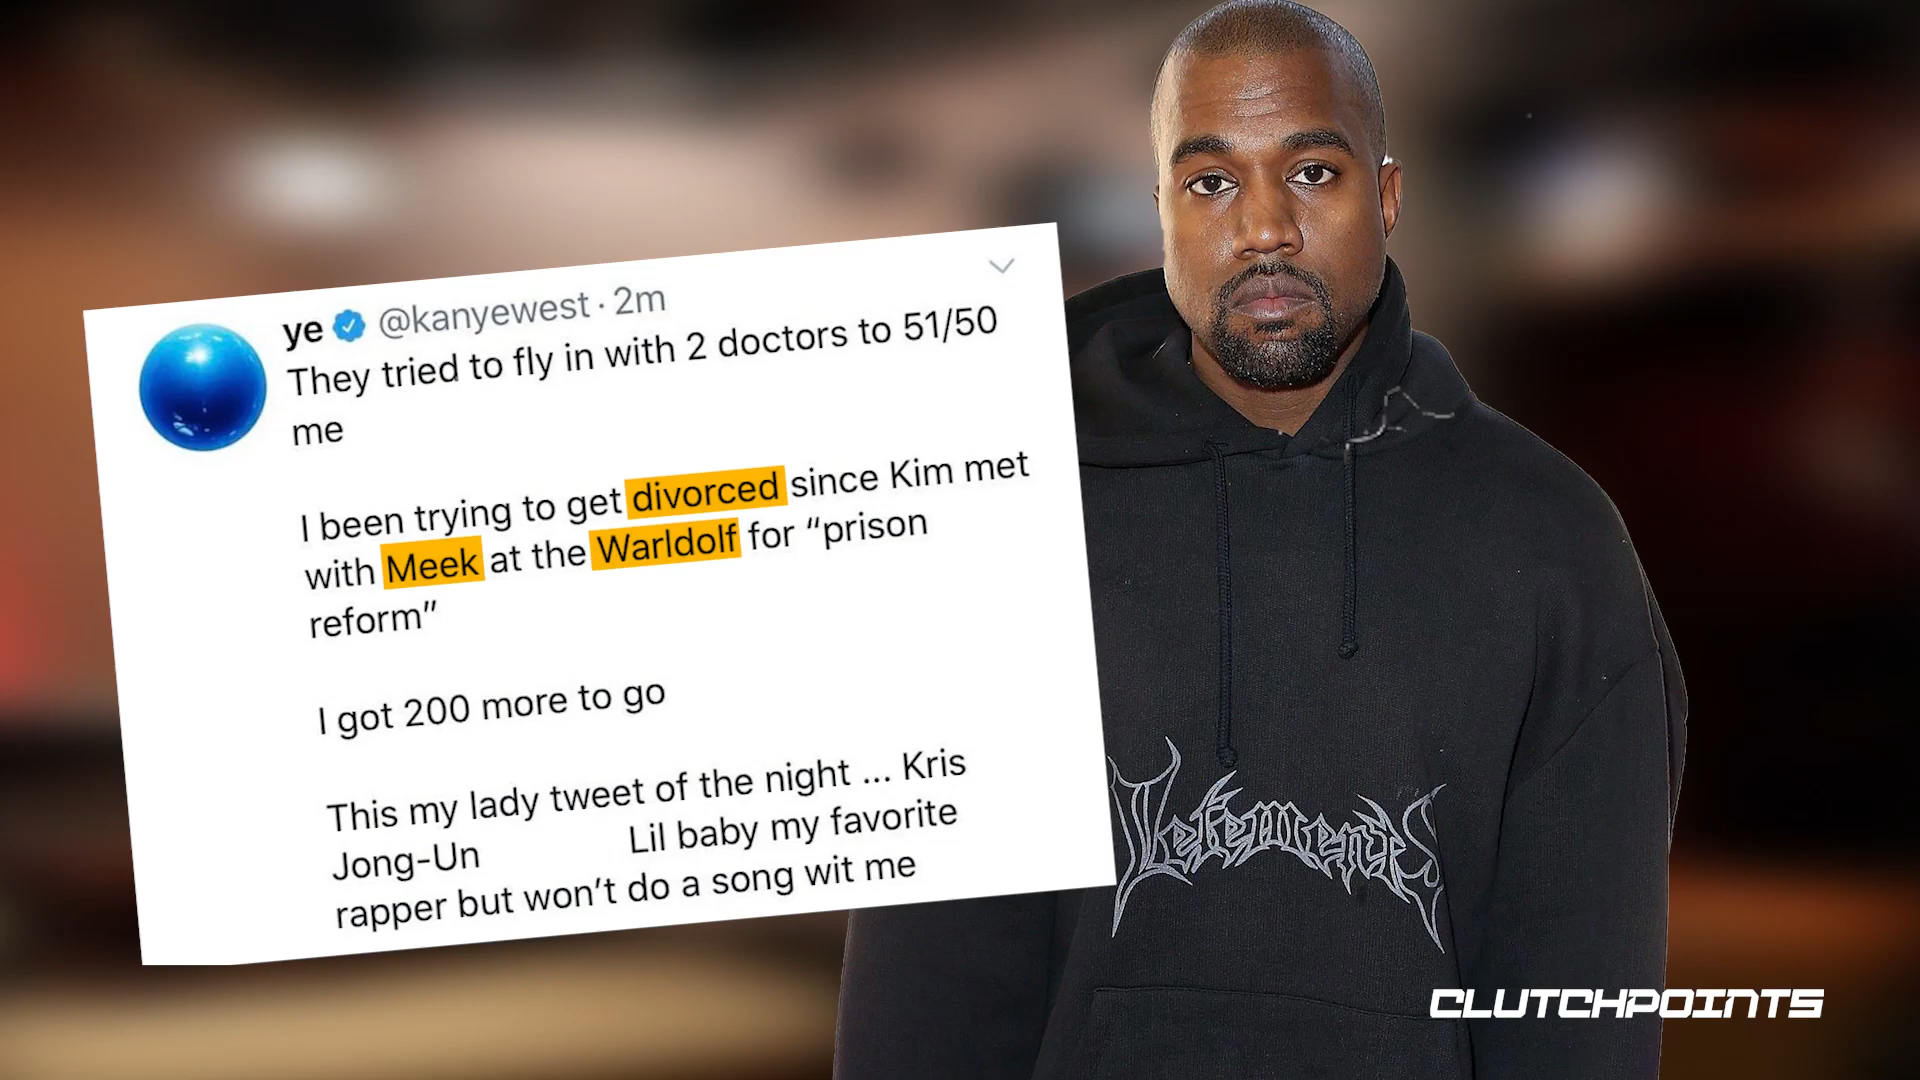 ye @kanyewest · 2m
They tried to fly in with 2 doctors to 51/50
me
I been trying to get divorced since Kim met
with Meek at the Warldolf for “prison
reform”
I got 200 more to go
This my lady tweet of the night ... Kris
Jong-Un Lil baby my favorite
rapper but won’t do a song wit me
Vetements
CLUTCHPOINTS